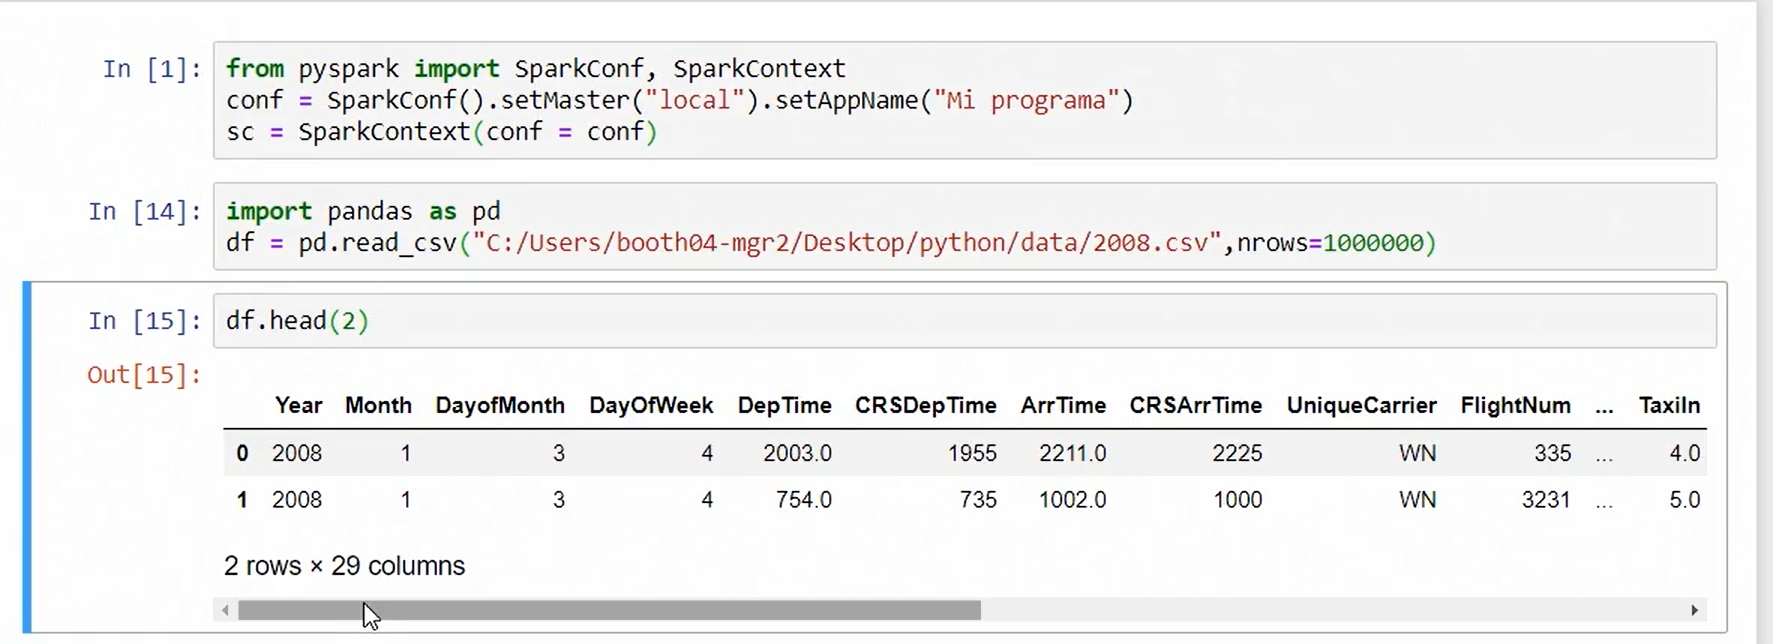 In [1]: from pyspark import SparkConf, SparkContext
conf = SparkConf().setMaster("local").setAppName("Mi programa")
sc = SparkContext(conf = conf)
In [14]: import pandas as pd
df = pd.read_csv("C:/Users/booth04-mgr2/Desktop/python/data/2008.csv",nrows=1000000)
In [15]: df.head(2)
Out[15]:
Year Month DayofMonth DayOfWeek DepTime CRSDepTime ArrTime CRSArrTime UniqueCarrier FlightNum ... TaxiIn
0 2008 1 3 4 2003.0 1955 2211.0 2225 WN 335 ... 4.0
1 2008 1 3 4 754.0 735 1002.0 1000 WN 3231 ... 5.0
2 rows × 29 columns